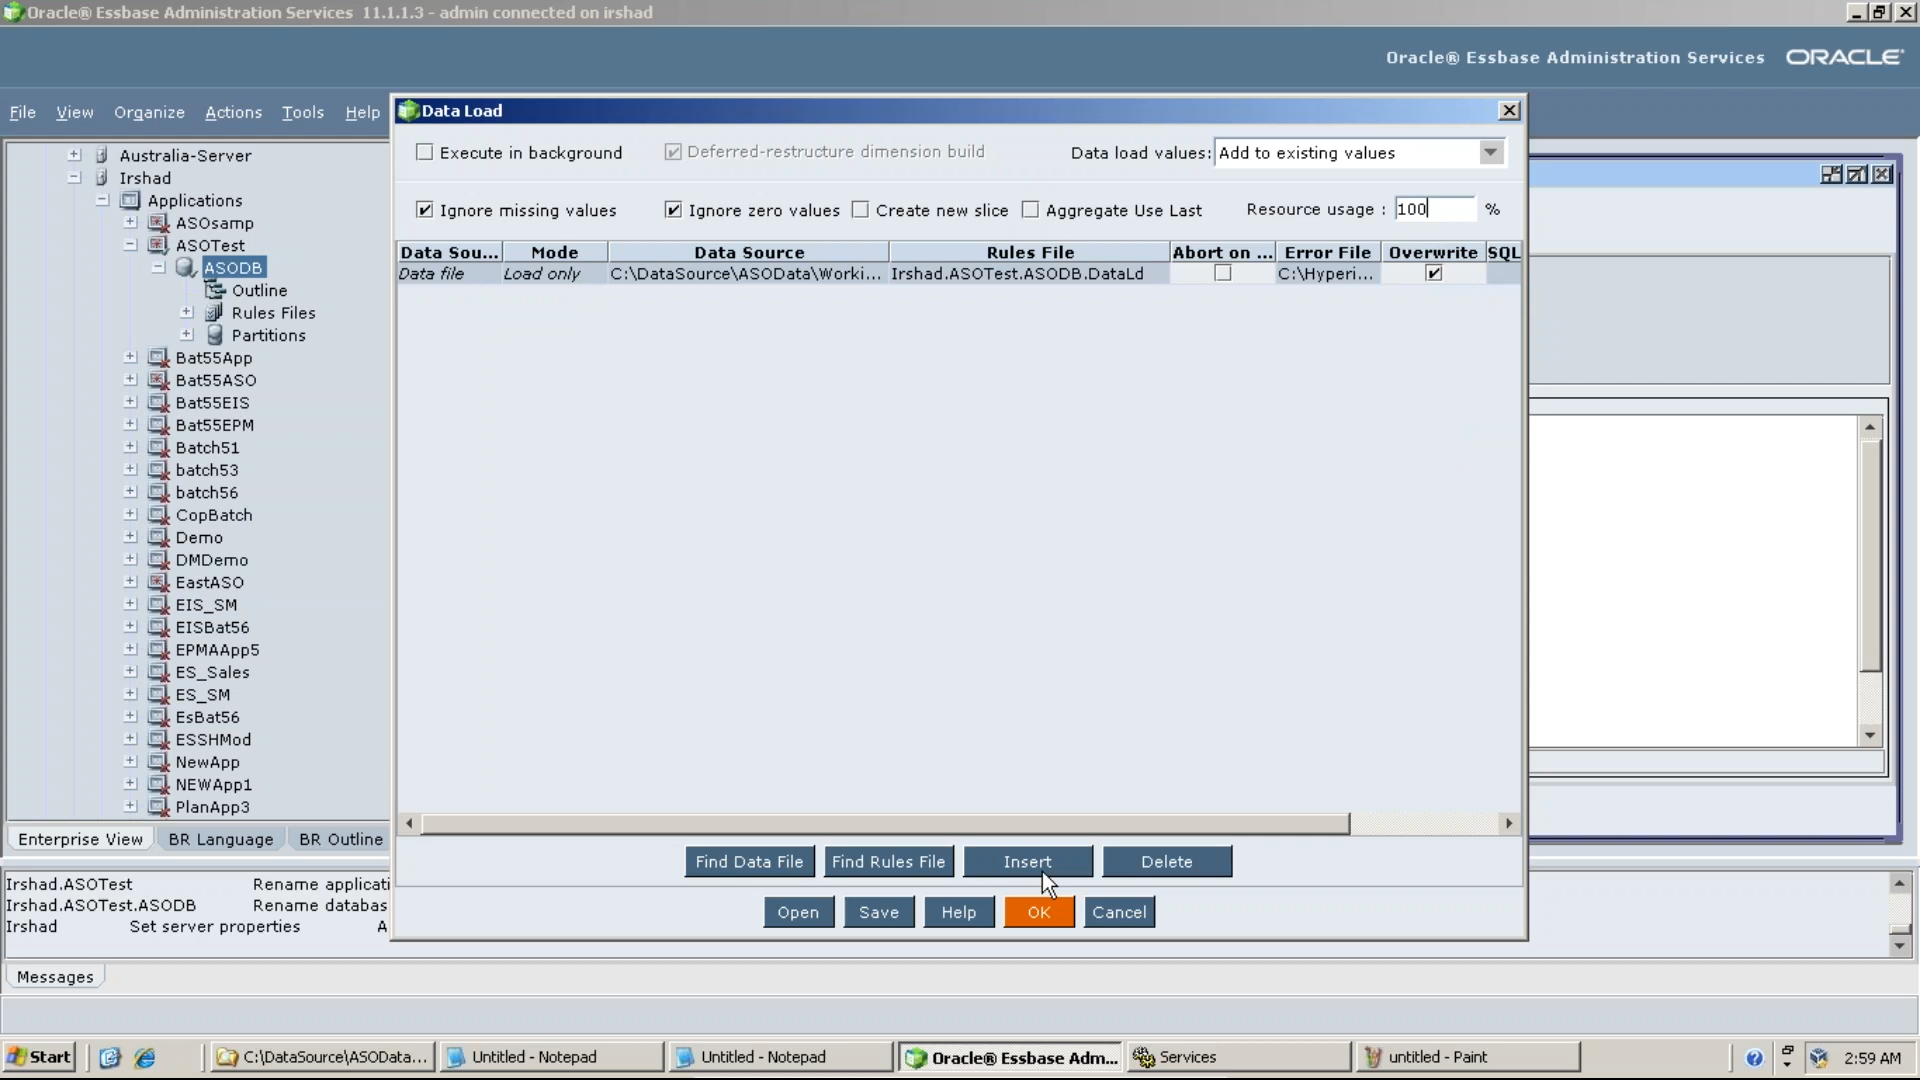 Oracle® Essbase Administration Services 11.1.1.3 - admin connected on irshad
Oracle® Essbase Administration Services ORACLE
File View Organize Actions Tools Help
Data Load
Australia-Server
Irshad
Applications
ASOsamp
ASOTest
ASODB
Outline
Rules Files
Partitions
Bat55App
Bat55ASO
Bat55EIS
Bat55EPM
Batch51
batch53
batch56
CopBatch
Demo
DMDemo
EastASO
EIS_SM
EISBat56
EPMAApp5
ES_Sales
ES_SM
EsBat56
ESSHMod
NewApp
NEWApp1
PlanApp3
Enterprise View BR Language BR Outline
Execute in background Deferred-restructure dimension build Data load values: Add to existing values
Ignore missing values Ignore zero values Create new slice Aggregate Use Last Resource usage : 100 %
Data Sou... Mode Data Source Rules File Abort on ... Error File Overwrite SQL
Data file Load only C:\DataSource\ASOData\Worki... Irshad.ASOTest.ASODB.DataLd C:\Hyperi...
Find Data File Find Rules File Insert Delete
Open Save Help OK Cancel
Irshad.ASOTest Rename applicati
Irshad.ASOTest.ASODB Rename databas
Irshad Set server properties A
Messages
Start C:\DataSource\ASOData... Untitled - Notepad Untitled - Notepad Oracle® Essbase Adm... Services untitled - Paint 2:59 AM